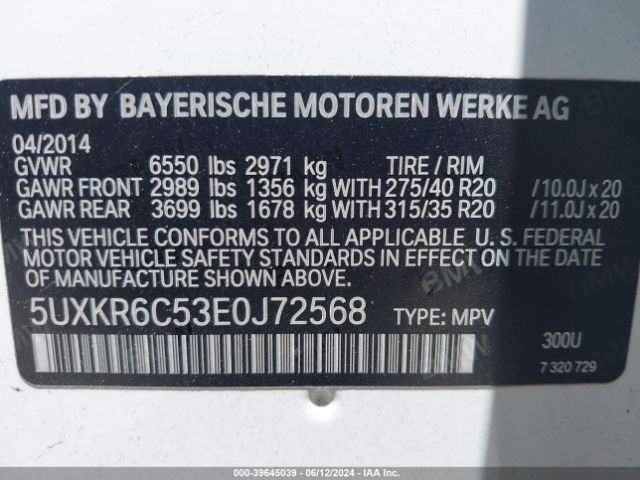 MFD BY BAYERISCHE MOTOREN WERKE AG
04/2014
GVWR 6550 lbs 2971 kg TIRE / RIM
GAWR FRONT 2989 lbs 1356 kg WITH 275/40 R20 /10.0J x 20
GAWR REAR 3699 lbs 1678 kg WITH 315/35 R20 /11.0J x 20
THIS VEHICLE CONFORMS TO ALL APPLICABLE U. S. FEDERAL
MOTOR VEHICLE SAFETY STANDARDS IN EFFECT ON THE DATE
OF MANUFACTURE SHOWN ABOVE.
5UXKR6C53E0J72568 TYPE: MPV
300U
7 320 729
000-39645039 - 06/12/2024 - IAA Inc.